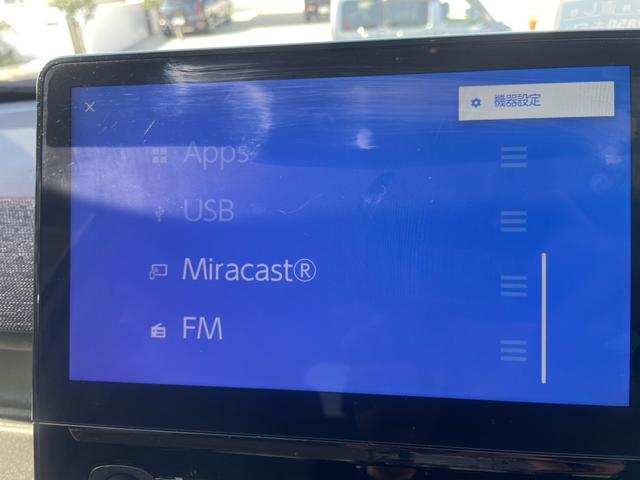 機器設定
Apps
USB
Miracast®
FM